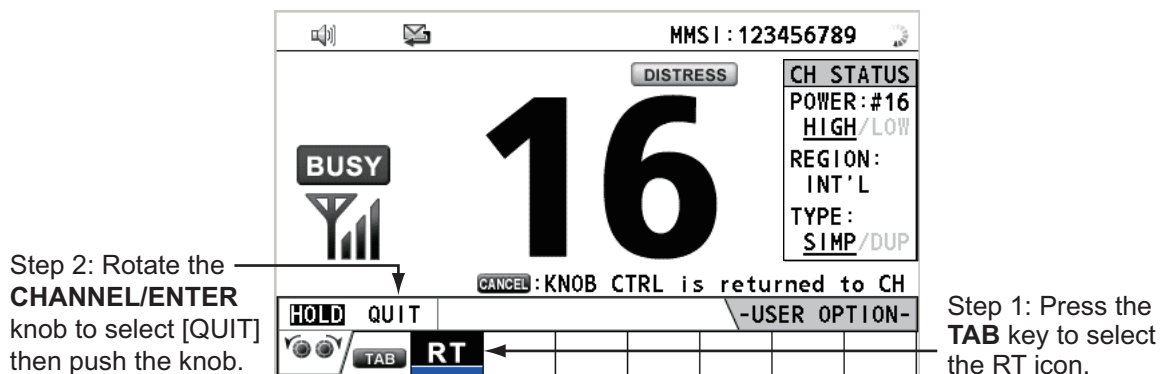 MMSI:123456789
DISTRESS
16
BUSY
CH STATUS
POWER:#16
HIGH/LOW
REGION:
INT'L
TYPE:
SIMP/DUP
CANCEL:KNOB CTRL is returned to CH
HOLD QUIT
-USER OPTION-
TAB RT
Step 2: Rotate the
CHANNEL/ENTER
knob to select [QUIT]
then push the knob.
Step 1: Press the
TAB key to select
the RT icon.